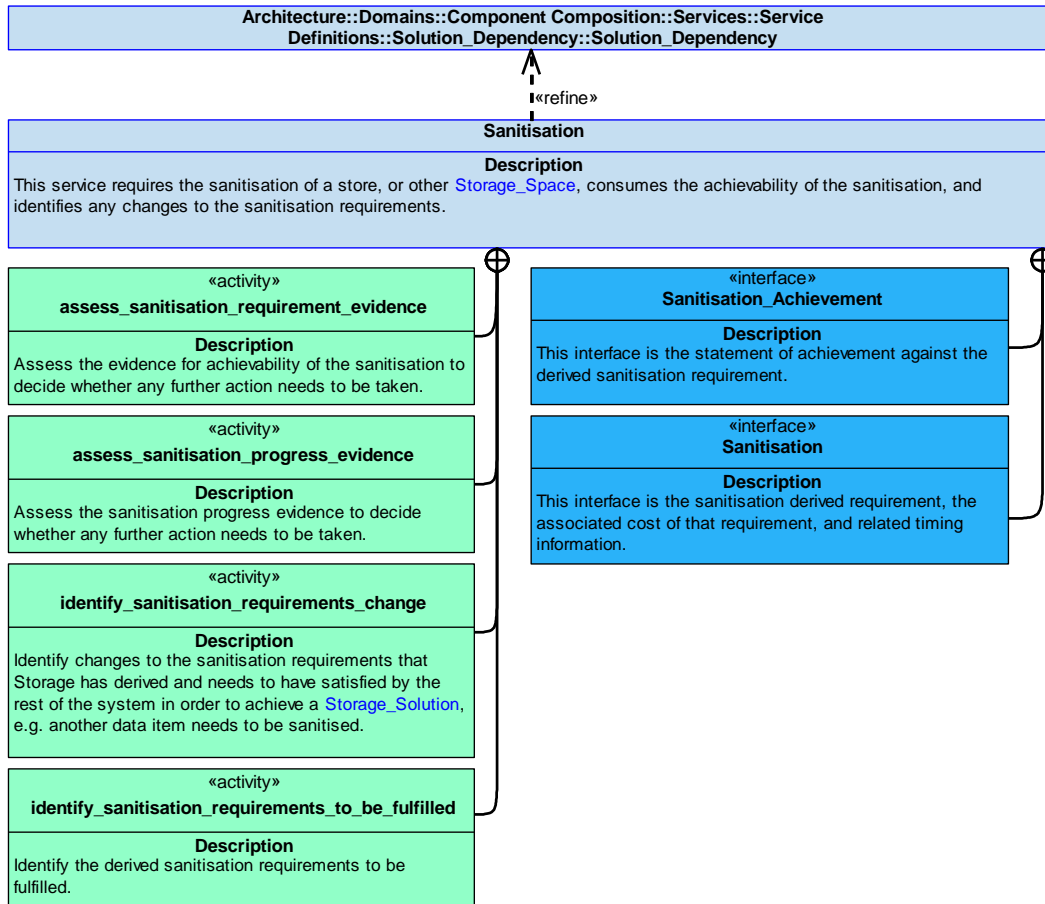 Architecture::Domains::Component Composition::Services::Service
Definitions::Solution_Dependency::Solution_Dependency
«refine»
Sanitisation
Description
This service requires the sanitisation of a store, or other Storage_Space, consumes the achievability of the sanitisation, and
identifies any changes to the sanitisation requirements.
«activity»
assess_sanitisation_requirement_evidence
Description
Assess the evidence for achievability of the sanitisation to
decide whether any further action needs to be taken.
«activity»
assess_sanitisation_progress_evidence
Description
Assess the sanitisation progress evidence to decide
whether any further action needs to be taken.
«activity»
identify_sanitisation_requirements_change
Description
Identify changes to the sanitisation requirements that
Storage has derived and needs to have satisfied by the
rest of the system in order to achieve a Storage_Solution,
e.g. another data item needs to be sanitised.
«activity»
identify_sanitisation_requirements_to_be_fulfilled
Description
Identify the derived sanitisation requirements to be
fulfilled.
«interface»
Sanitisation_Achievement
Description
This interface is the statement of achievement against the
derived sanitisation requirement.
«interface»
Sanitisation
Description
This interface is the sanitisation derived requirement, the
associated cost of that requirement, and related timing
information.